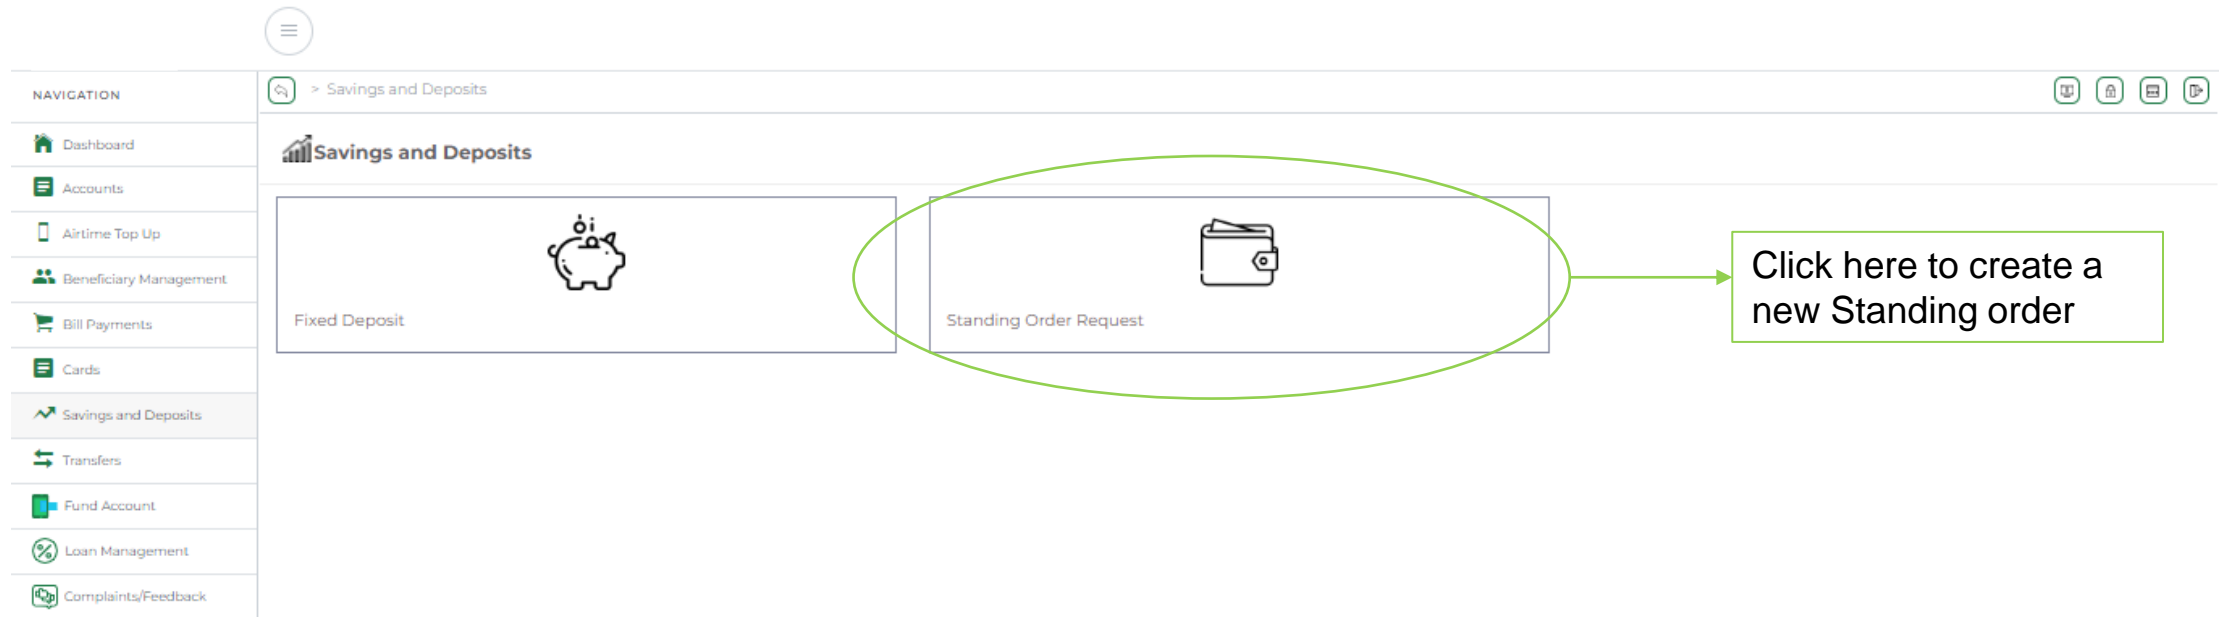 NAVIGATION
> Savings and Deposits
Dashboard
Accounts
Airtime Top Up
Beneficiary Management
Bill Payments
Cards
Savings and Deposits
Transfers
Fund Account
Loan Management
Complaints/Feedback
Savings and Deposits
Fixed Deposit
Standing Order Request
Click here to create a
new Standing order